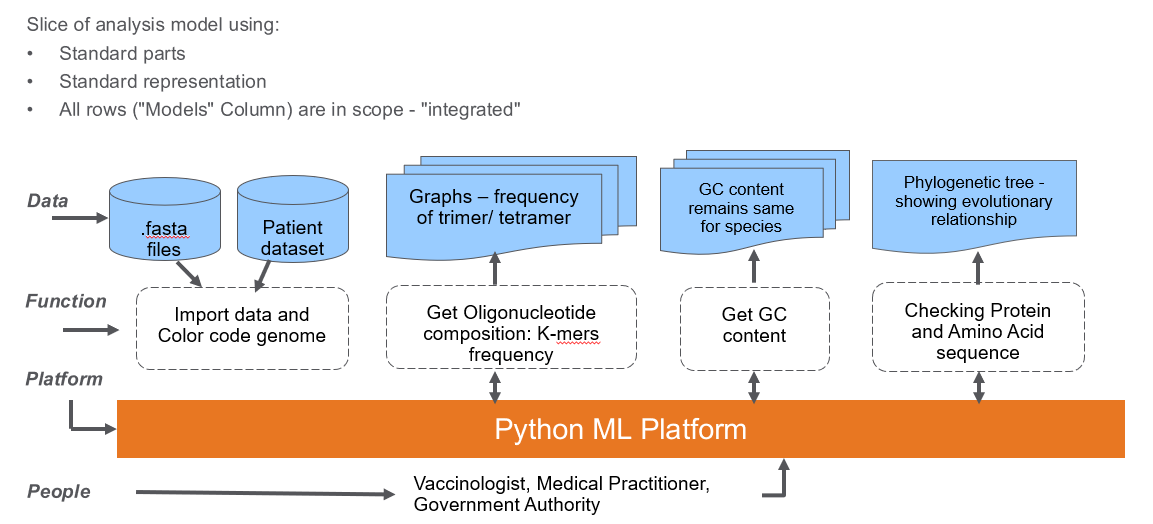 Slice of analysis model using:
• Standard parts
• Standard representation
• All rows ("Models" Column) are in scope - "integrated"
Data
.fasta
files
Patient
dataset
Graphs – frequency
of trimer/ tetramer
GC content
remains same
for species
Phylogenetic tree -
showing evolutionary
relationship
Function
Import data and
Color code genome
Get Oligonucleotide
composition: K-mers
frequency
Get GC
content
Checking Protein
and Amino Acid
sequence
Platform
Python ML Platform
People
Vaccinologist, Medical Practitioner,
Government Authority